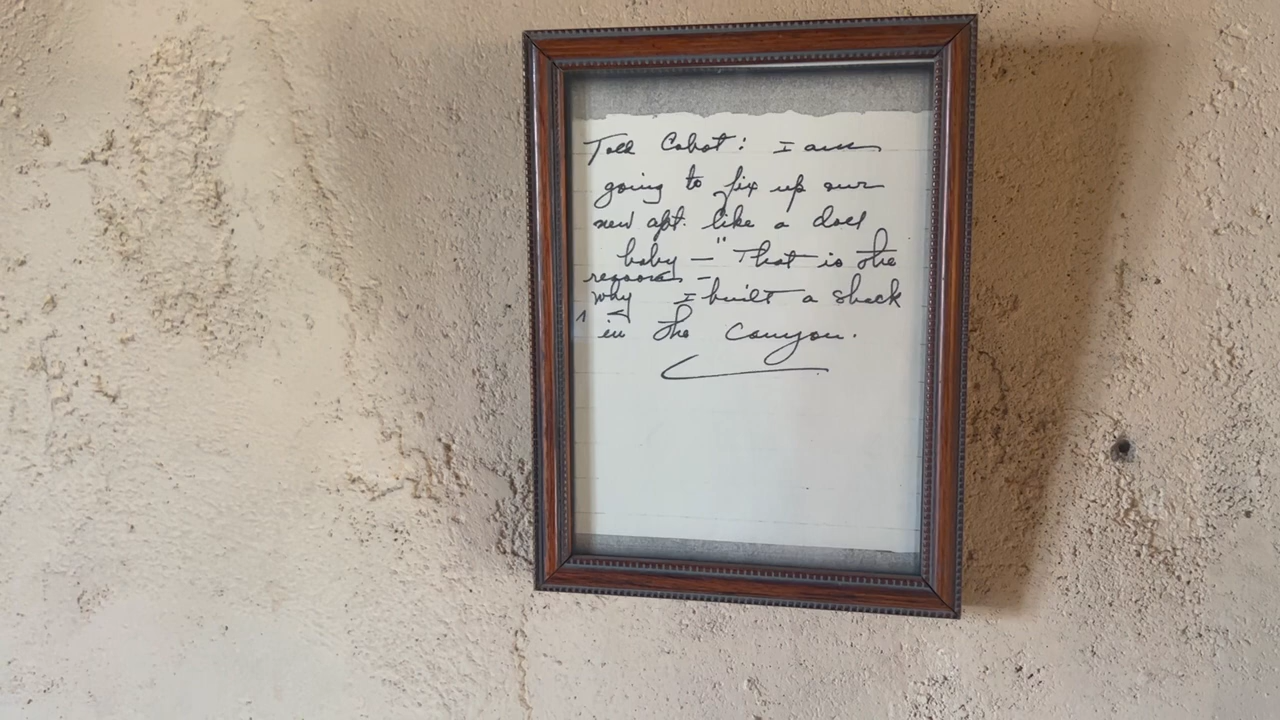 Told Cabot: I am
going to fix up our
new apt. like a doll
baby — "That is the
reason —
why I built a shack
in the Canyon.